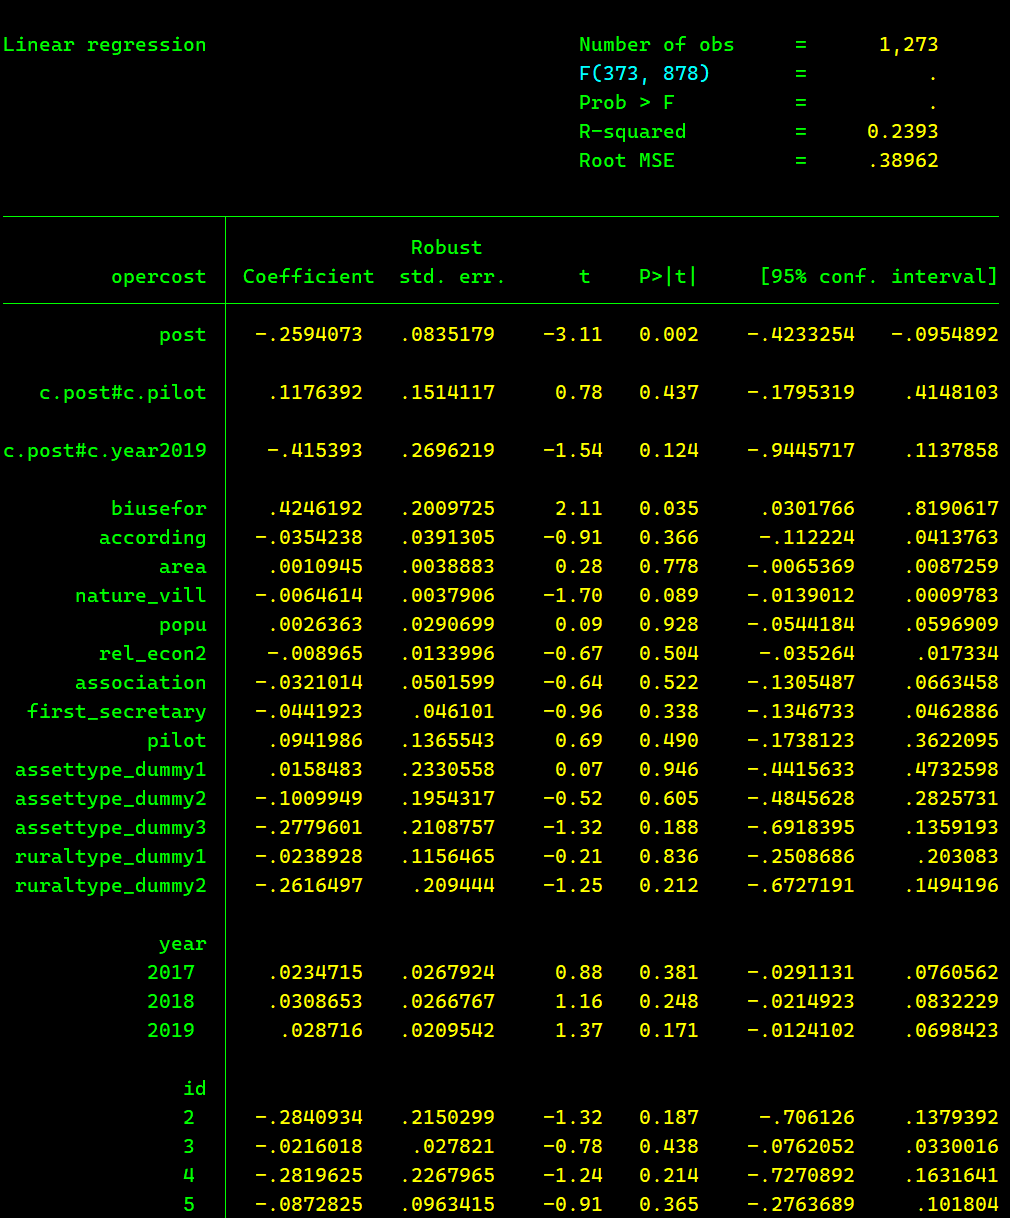 Linear regression Number of obs = 1,273
F(373, 878) = .
Prob > F = .
R-squared = 0.2393
Root MSE = .38962
Robust
opercost Coefficient std. err. t P>|t| [95% conf. interval]
post -.2594073 .0835179 -3.11 0.002 -.4233254 -.0954892
c.post#c.pilot .1176392 .1514117 0.78 0.437 -.1795319 .4148103
c.post#c.year2019 -.415393 .2696219 -1.54 0.124 -.9445717 .1137858
biusefor .4246192 .2009725 2.11 0.035 .0301766 .8190617
according -.0354238 .0391305 -0.91 0.366 -.112224 .0413763
area .0010945 .0038883 0.28 0.778 -.0065369 .0087259
nature_vill -.0064614 .0037906 -1.70 0.089 -.0139012 .0009783
popu .0026363 .0290699 0.09 0.928 -.0544184 .0596909
rel_econ2 -.008965 .0133996 -0.67 0.504 -.035264 .017334
association -.0321014 .0501599 -0.64 0.522 -.1305487 .0663458
first_secretary -.0441923 .046101 -0.96 0.338 -.1346733 .0462886
pilot .0941986 .1365543 0.69 0.490 -.1738123 .3622095
assettype_dummy1 .0158483 .2330558 0.07 0.946 -.4415633 .4732598
assettype_dummy2 -.1009949 .1954317 -0.52 0.605 -.4845628 .2825731
assettype_dummy3 -.2779601 .2108757 -1.32 0.188 -.6918395 .1359193
ruraltype_dummy1 -.0238928 .1156465 -0.21 0.836 -.2508686 .203083
ruraltype_dummy2 -.2616497 .209444 -1.25 0.212 -.6727191 .1494196
year
2017 .0234715 .0267924 0.88 0.381 -.0291131 .0760562
2018 .0308653 .0266767 1.16 0.248 -.0214923 .0832229
2019 .028716 .0209542 1.37 0.171 -.0124102 .0698423
id
2 -.2840934 .2150299 -1.32 0.187 -.706126 .1379392
3 -.0216018 .027821 -0.78 0.438 -.0762052 .0330016
4 -.2819625 .2267965 -1.24 0.214 -.7270892 .1631641
5 -.0872825 .0963415 -0.91 0.365 -.2763689 .101804